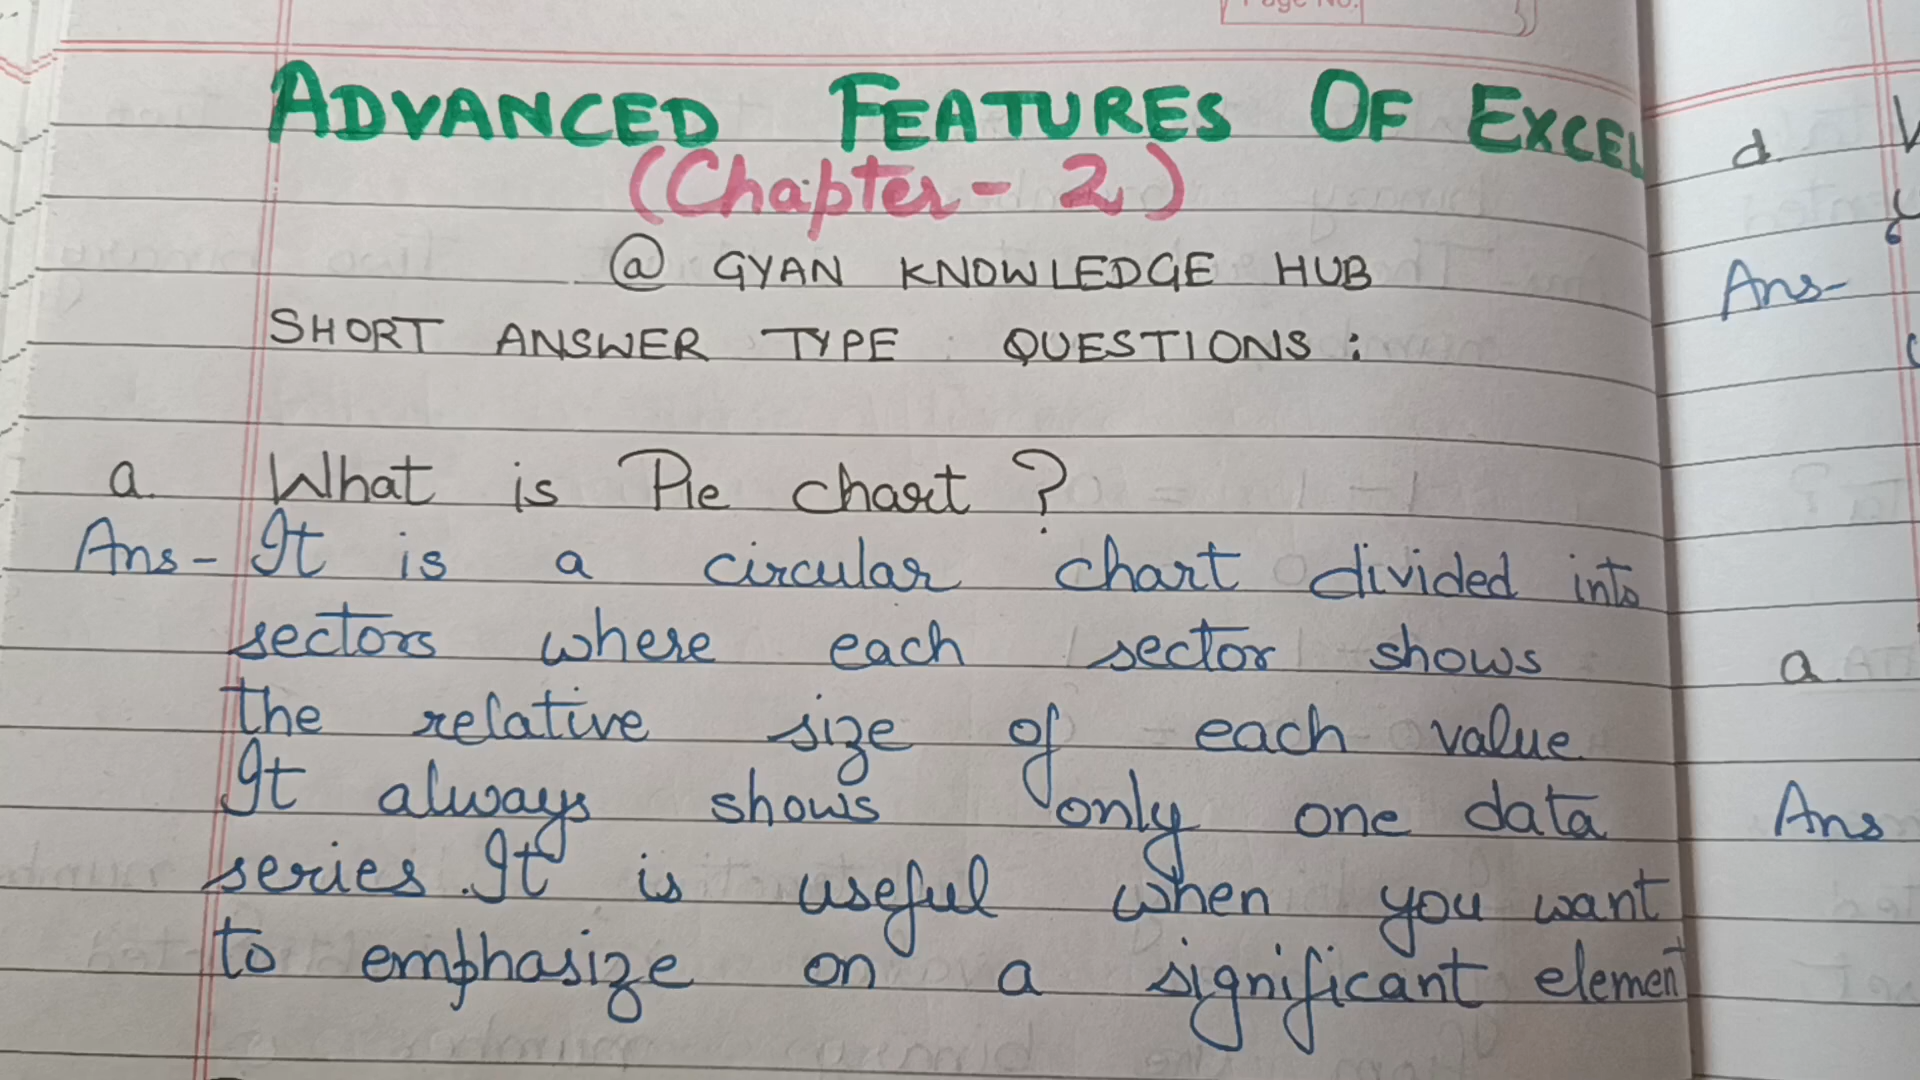 Page No.
ADVANCED FEATURES OF EXCEL
(Chapter - 2)
@ GYAN KNOWLEDGE HUB
SHORT ANSWER TYPE QUESTIONS :
a. What is Pie chart ?
Ans- It is a circular chart divided into
sectors where each sector shows
the relative size of each value.
It always shows only one data
series. It is useful when you want
to emphasize on a significant element
d
Ans-
a.
Ans